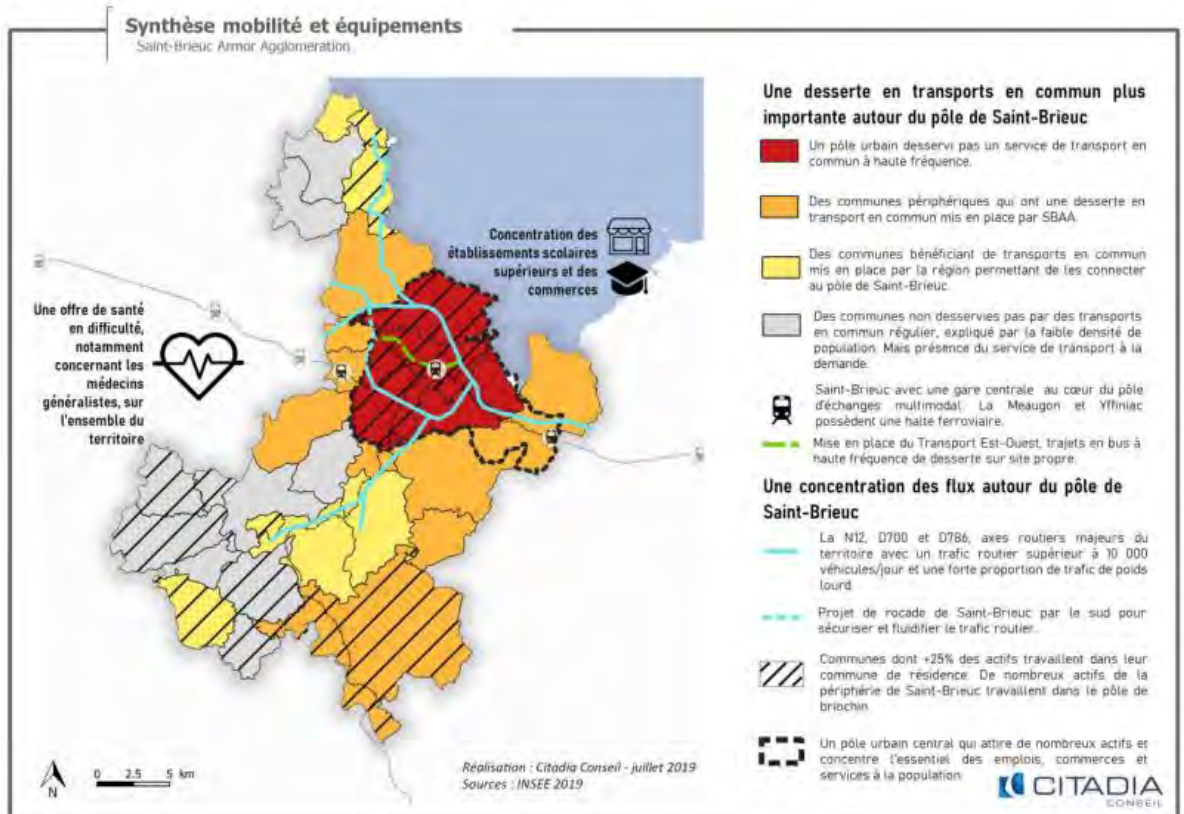 Synthèse mobilité et équipements
Saint-Brieuc Armor Agglomération
Concentration des
établissements scolaires
supérieurs et des
commerces
Une offre de santé
en difficulté,
notamment
concernant les
médecins
généralistes, sur
l'ensemble du
territoire
N
0 2.5 5 km
Réalisation : Citadia Conseil - juillet 2019
Sources : INSEE 2019
Une desserte en transports en commun plus
importante autour du pôle de Saint-Brieuc
Un pôle urbain desservi pas un service de transport en
commun à haute fréquence.
Des communes périphériques qui ont une desserte en
transport en commun mis en place par SBAA.
Des communes bénéficiant de transports en commun
mis en place par la région permettant de les connecter
au pôle de Saint-Brieuc.
Des communes non desservies pas par des transports
en commun régulier, expliqué par la faible densité de
population. Mais présence du service de transport à la
demande.
Saint-Brieuc avec une gare centrale au cœur du pôle
d'échanges multimodal. La Meaugon et Yffiniac
possèdent une halte ferroviaire.
Mise en place du Transport Est-Ouest, trajets en bus à
haute fréquence de desserte sur site propre.
Une concentration des flux autour du pôle de
Saint-Brieuc
La N12, D700 et D786, axes routiers majeurs du
territoire avec un trafic routier supérieur à 10 000
véhicules/jour et une forte proportion de trafic de poids
lourd.
Projet de rocade de Saint-Brieuc par le sud pour
sécuriser et fluidifier le trafic routier.
Communes dont +25% des actifs travaillent dans leur
commune de résidence. De nombreux actifs de la
périphérie de Saint-Brieuc travaillent dans le pôle de
briochin.
Un pôle urbain central qui attire de nombreux actifs et
concentre l'essentiel des emplois, commerces et
services à la population.
CITADIA
CONSEIL